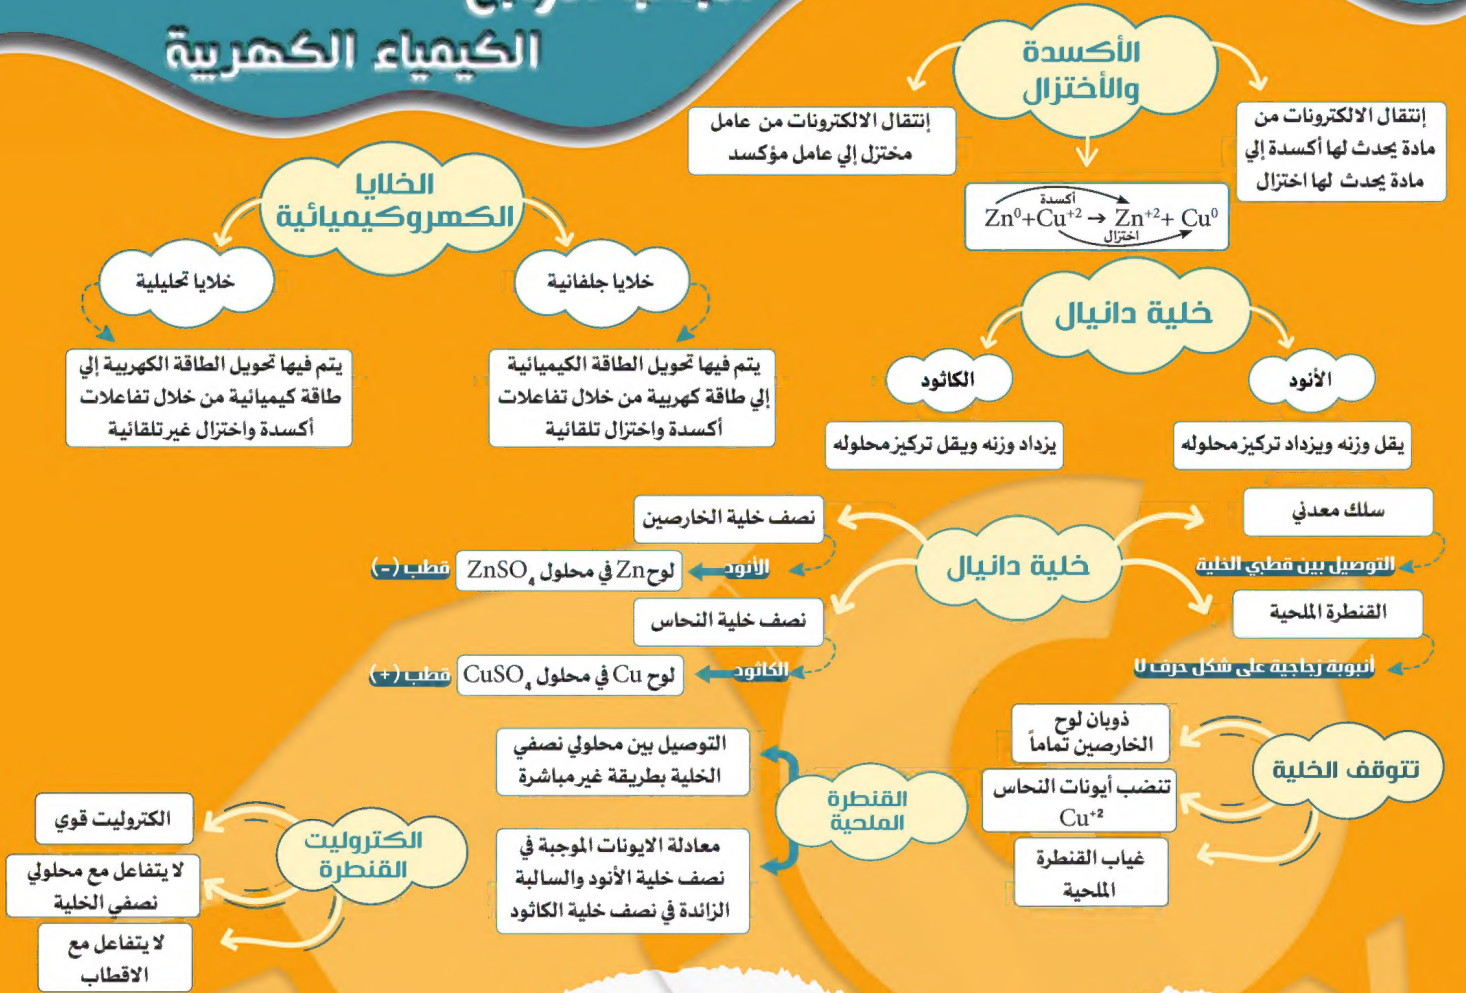 الكيمياء الكهربية
الأكسدة
والأختزال
إنتقال الالكترونات من
مادة يحدث لها أكسدة إلي
مادة يحدث لها اختزال
إنتقال الالكترونات من عامل
مختزل إلي عامل مؤكسد
أكسدة
Zn⁰+Cu⁺² → Zn⁺²+ Cu⁰
اختزال
الخلايا
الكهروكيميائية
خلايا جلفانية
يتم فيها تحويل الطاقة الكيميائية
إلي طاقة كهربية من خلال تفاعلات
أكسدة واختزال تلقائية
خلايا تحليلية
يتم فيها تحويل الطاقة الكهربية إلي
طاقة كيميائية من خلال تفاعلات
أكسدة واختزال غير تلقائية
خلية دانيال
الأنود
يقل وزنه ويزداد تركيز محلوله
الكاثود
يزداد وزنه ويقل تركيز محلوله
خلية دانيال
سلك معدني
التوصيل بين قطبي الخلية
القنطرة الملحية
أنبوبة زجاجية على شكل حرف U
نصف خلية الخارصين
الأنود
لوح Zn في محلول ZnSO₄
قطب (-)
نصف خلية النحاس
الكاثود
لوح Cu في محلول CuSO₄
قطب (+)
تتوقف الخلية
ذوبان لوح
الخارصين تماماً
تنضب أيونات النحاس
Cu⁺²
غياب القنطرة
الملحية
القنطرة
الملحية
التوصيل بين محلولي نصفي
الخلية بطريقة غير مباشرة
معادلة الايونات الموجبة في
نصف خلية الأنود والسالبة
الزائدة في نصف خلية الكاثود
الكتروليت
القنطرة
الكتروليت قوي
لا يتفاعل مع محلولي
نصفي الخلية
لا يتفاعل مع
الاقطاب